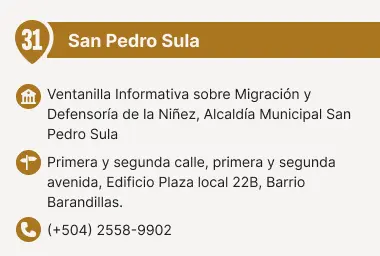 31
San Pedro Sula
Ventanilla Informativa sobre Migración y
Defensoría de la Niñez, Alcaldía Municipal San
Pedro Sula
Primera y segunda calle, primera y segunda
avenida, Edificio Plaza local 22B, Barrio
Barandillas.
(+504) 2558-9902